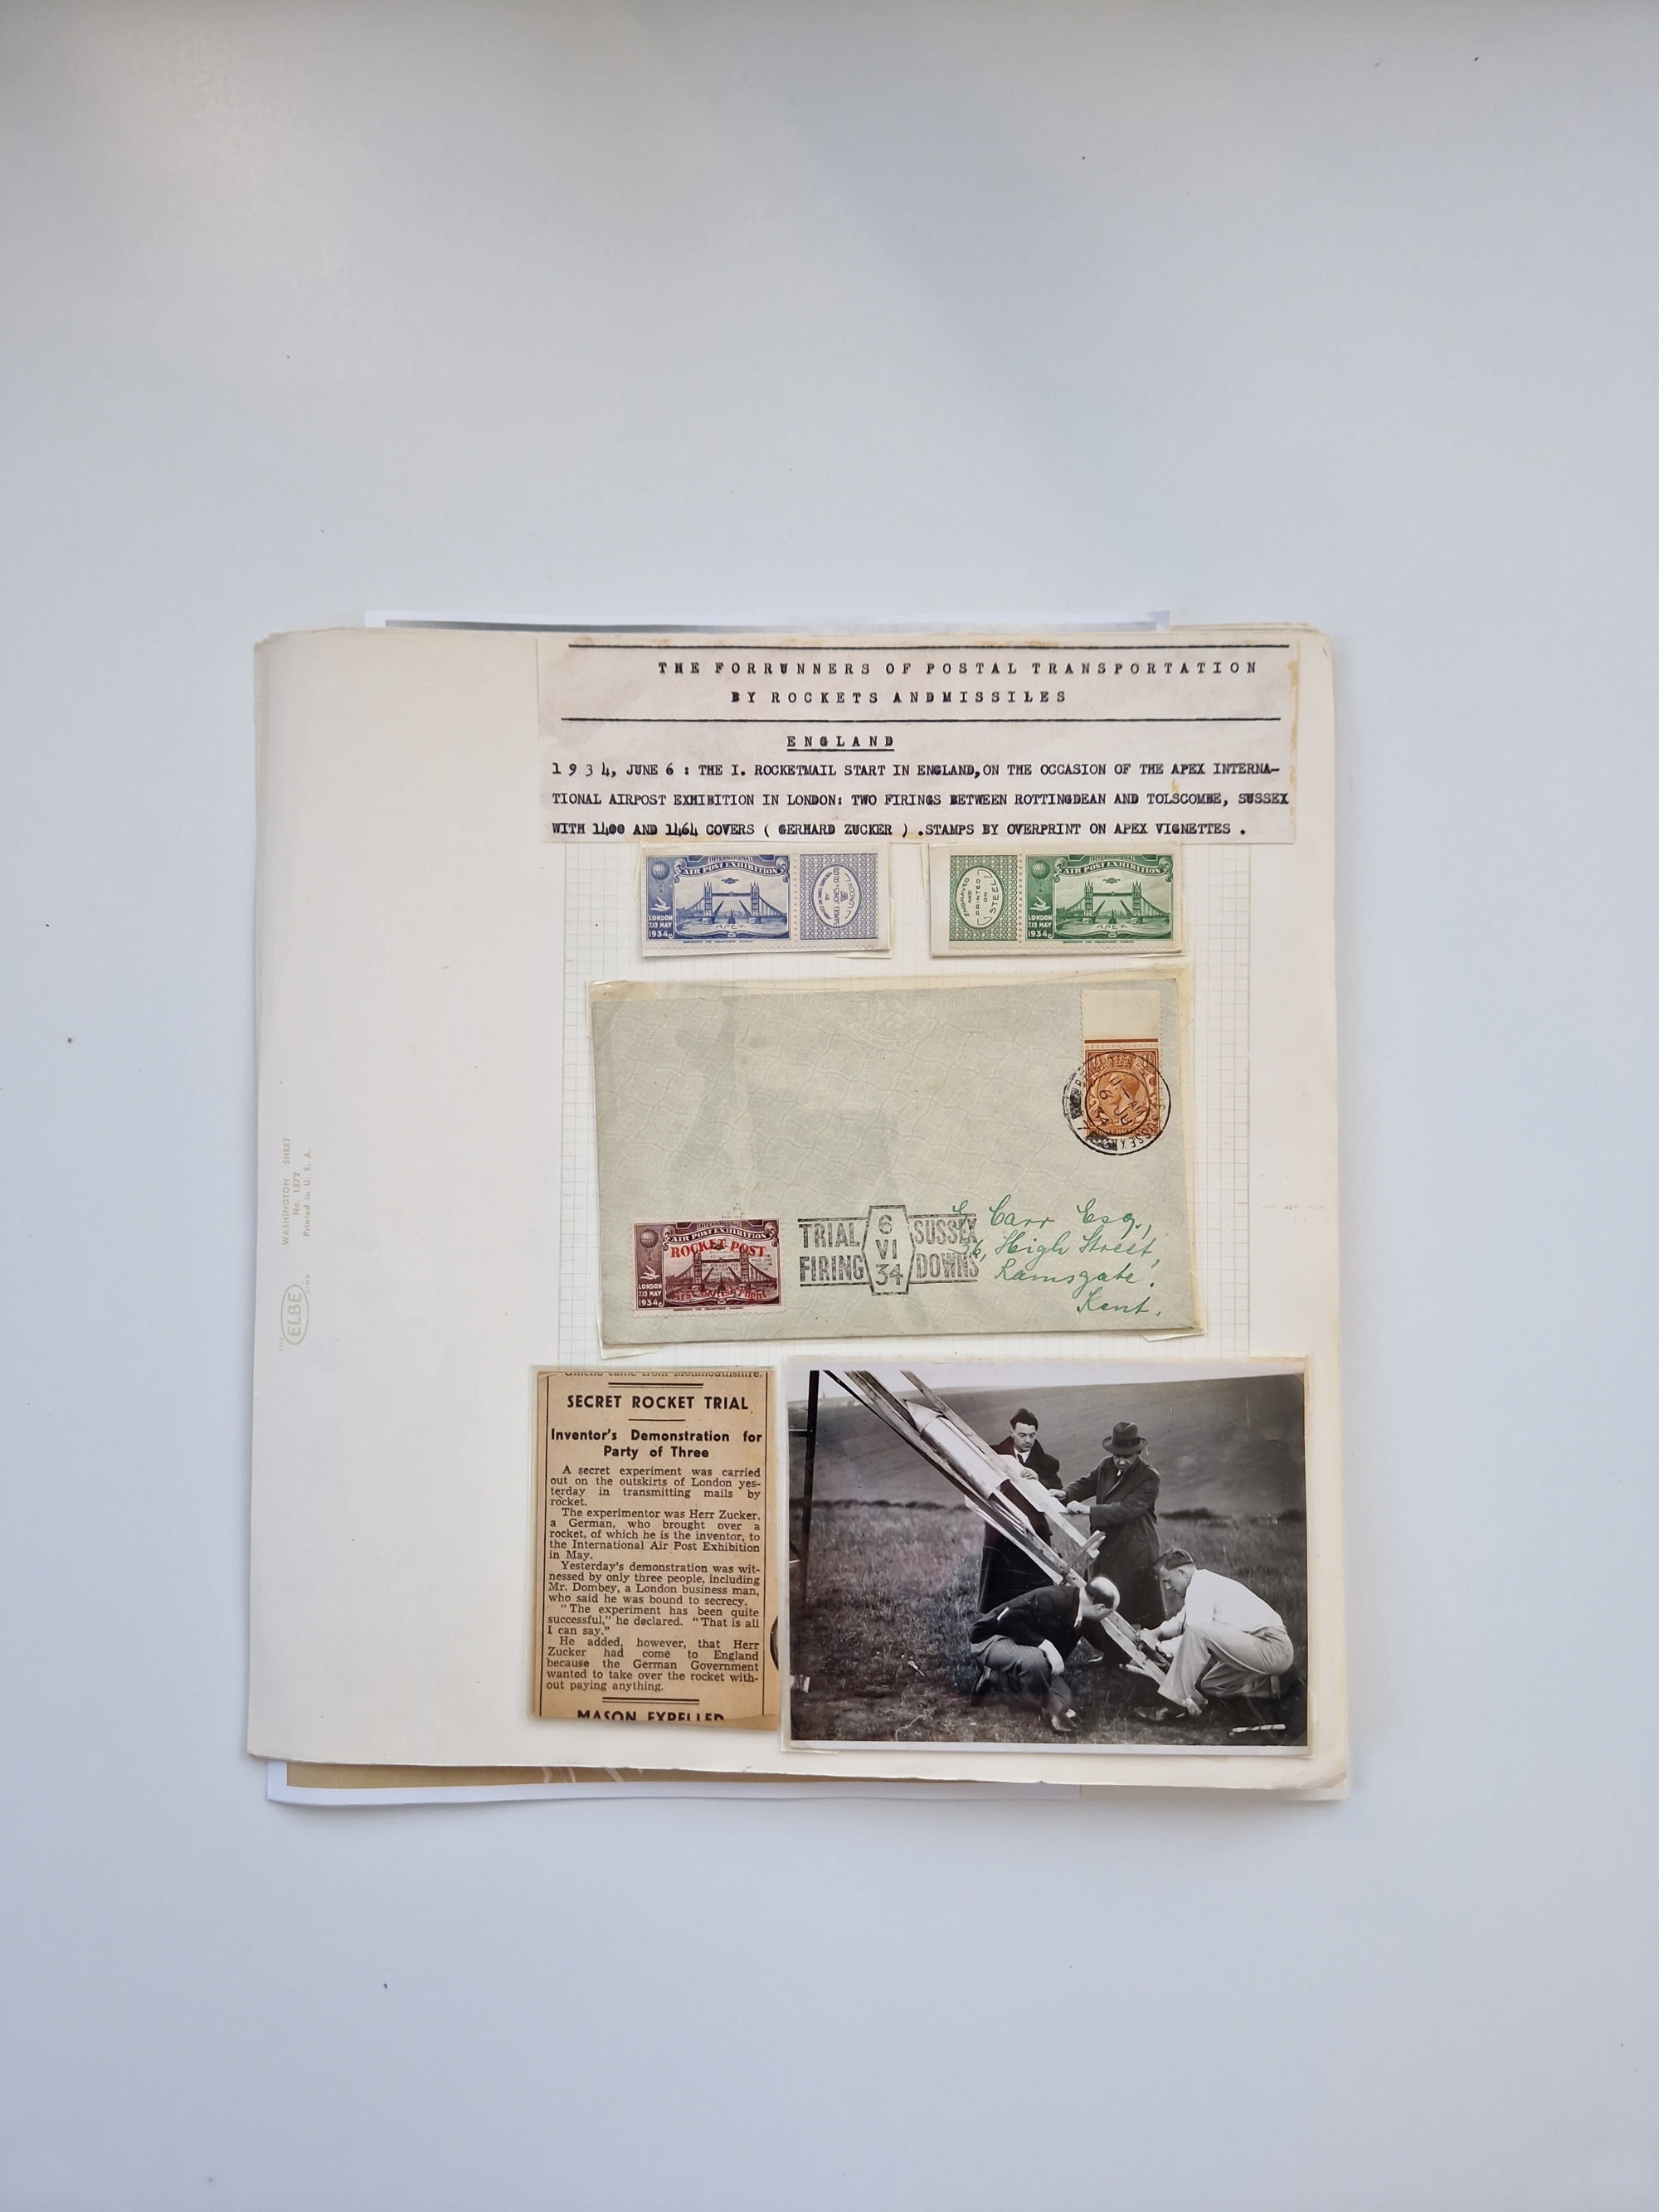 THE FORRUNNERS OF POSTAL TRANSPORTATION
BY ROCKETS ANDMISSILES
ENGLAND
1934, JUNE 6 : THE I. ROCKETMAIL START IN ENGLAND,ON THE OCCASION OF THE APEX INTERNA-
TIONAL AIRPOST EXHIBITION IN LONDON: TWO FIRINGS BETWEEN ROTTINGDEAN AND TOLSCOMBE, SUSSEX
WITH 1400 AND 1464 COVERS ( GERHARD ZUCKER ) .STAMPS BY OVERPRINT ON APEX VIGNETTES .
INTERNATIONAL
AIR POST EXHIBITION
LONDON
7/13 MAY
1934
APEX
BY
SAMUEL JONES & CO LTD
LONDON
ENGRAVED
AND
PRINTED
ON
STEEL
INTERNATIONAL
AIR POST EXHIBITION
LONDON
7/13 MAY
1934
APEX
INTERNATIONAL
AIR POST EXHIBITION
ROCKET POST
LONDON
7/13 MAY
1934
TRIAL
FIRING
6
VI
34
SUSSEX
DOWNS
Carr Esq.,
36, High Street,
Ramsgate.
Kent.
WASHINGTON SHEET
No. 1373
Printed in U. S. A.
ELBE
SECRET ROCKET TRIAL
Inventor's Demonstration for
Party of Three
A secret experiment was carried
out on the outskirts of London yes-
terday in transmitting mails by
rocket.
The experimentor was Herr Zucker,
a German, who brought over a
rocket, of which he is the inventor, to
the International Air Post Exhibition
in May.
Yesterday's demonstration was wit-
nessed by only three people, including
Mr. Dombey, a London business man,
who said he was bound to secrecy.
"The experiment has been quite
successful," he declared. "That is all
I can say."
He added, however, that Herr
Zucker had come to England
because the German Government
wanted to take over the rocket with-
out paying anything.
MASON EXPELLED